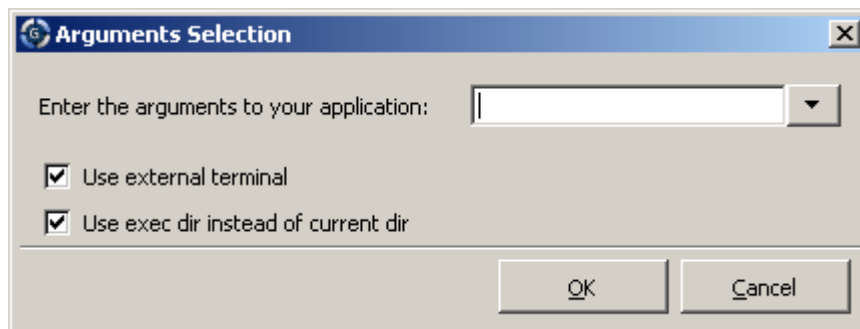 Arguments Selection
Enter the arguments to your application:
Use external terminal
Use exec dir instead of current dir
OK
Cancel